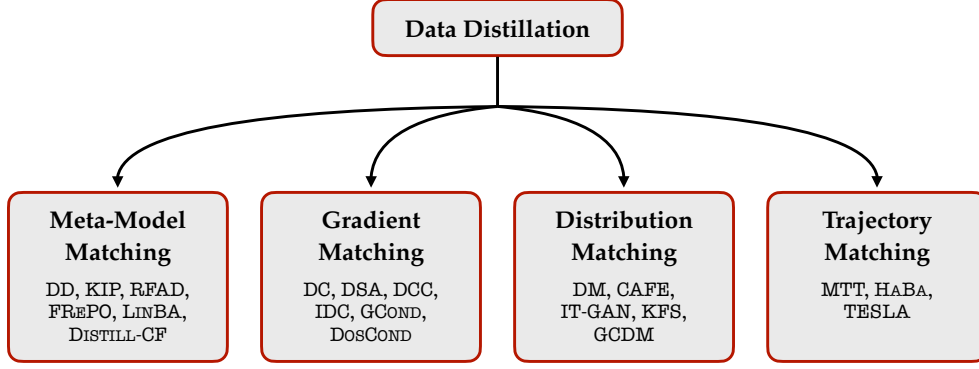 Data Distillation
Meta-Model
Matching
DD, KIP, RFAD,
FREPO, LINBA,
DISTILL-CF
Gradient
Matching
DC, DSA, DCC,
IDC, GCOND,
DOSCOND
Distribution
Matching
DM, CAFE,
IT-GAN, KFS,
GCDM
Trajectory
Matching
MTT, HABA,
TESLA